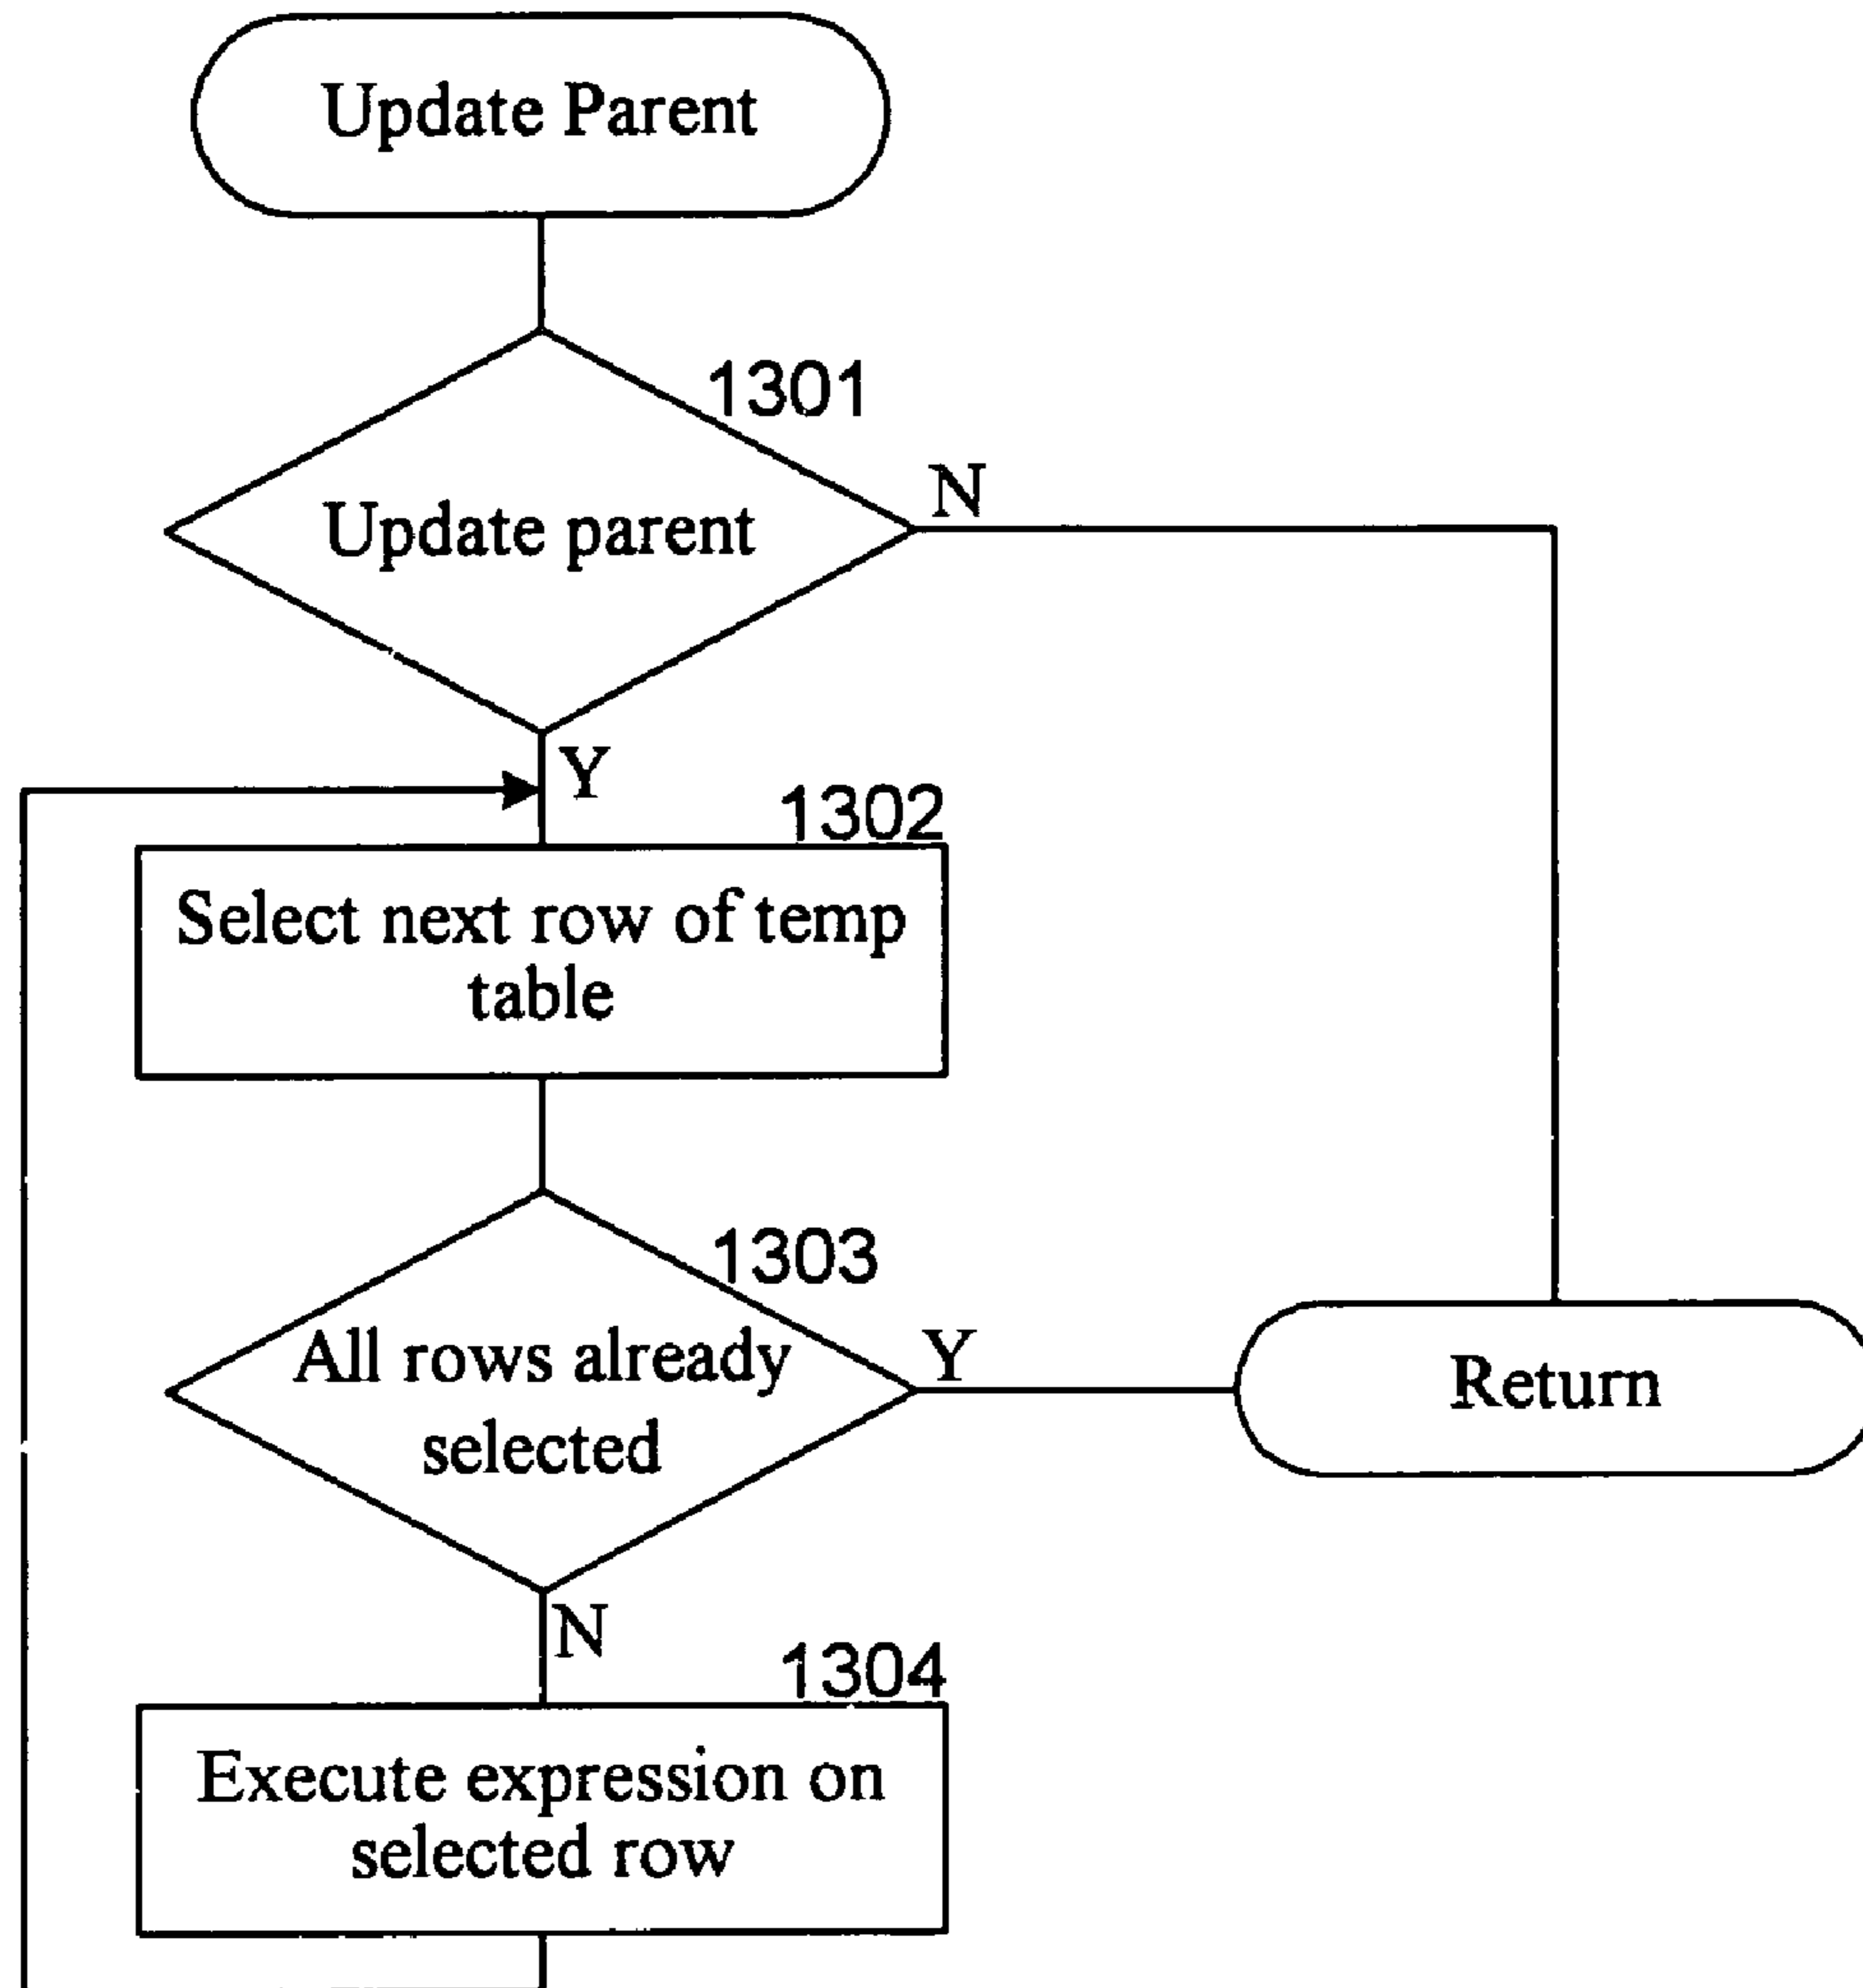 Update Parent
1301
Update parent
N
Y
1302
Select next row of temp
table
1303
All rows already
selected
Y
Return
N
1304
Execute expression on
selected row